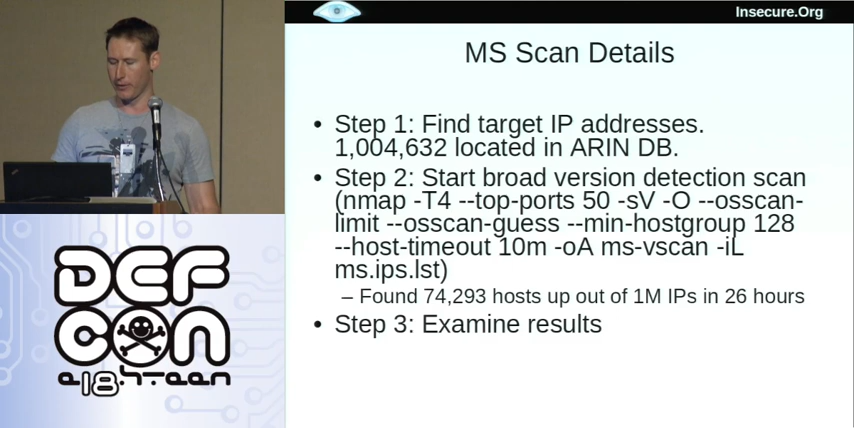 Insecure.Org
MS Scan Details
• Step 1: Find target IP addresses.
1,004,632 located in ARIN DB.
• Step 2: Start broad version detection scan
(nmap -T4 --top-ports 50 -sV -O --osscan-
limit --osscan-guess --min-hostgroup 128
--host-timeout 10m -oA ms-vscan -iL
ms.ips.lst)
– Found 74,293 hosts up out of 1M IPs in 26 hours
• Step 3: Examine results
DEF
CON
e18h-teen